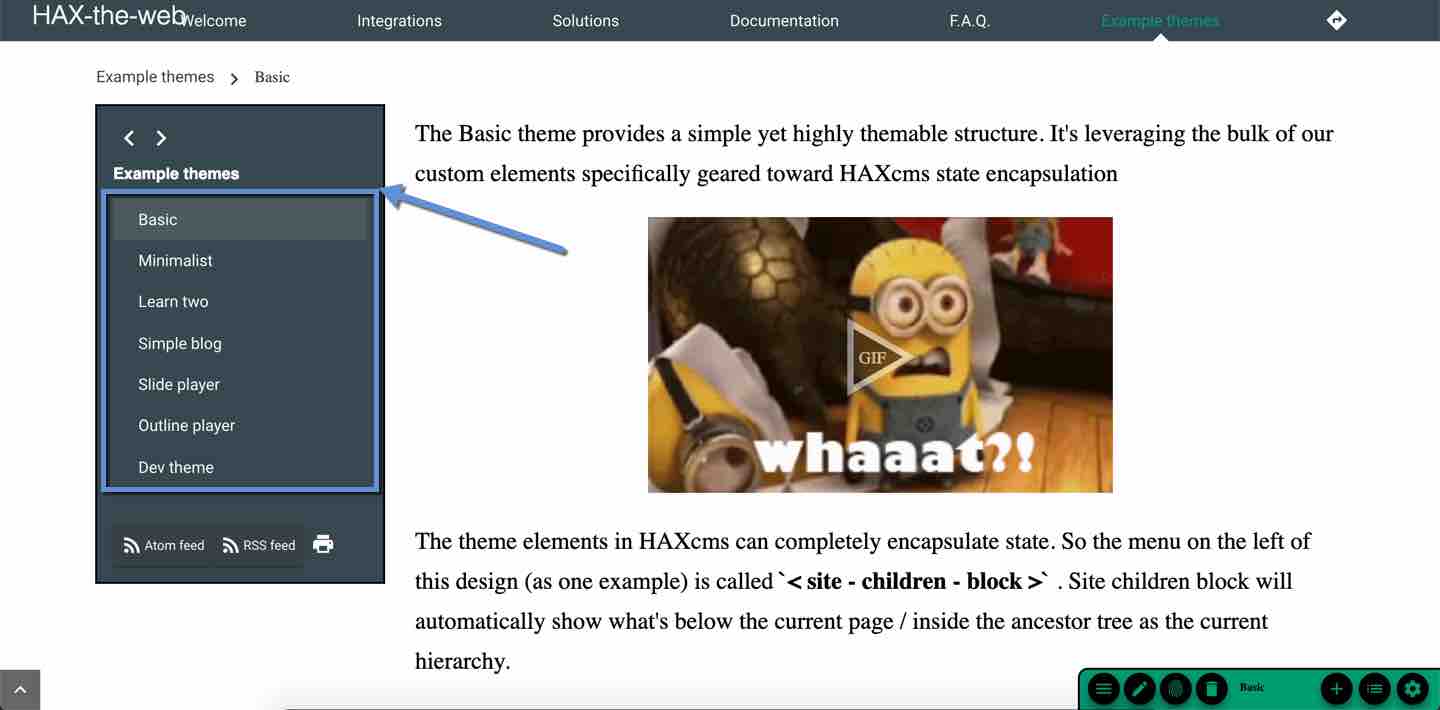 HAX-the-web Welcome Integrations Solutions Documentation F.A.Q. Example themes
Example themes Basic
Example themes
Basic
Minimalist
Learn two
Simple blog
Slide player
Outline player
Dev theme
Atom feed RSS feed
The Basic theme provides a simple yet highly themable structure. It's leveraging the bulk of our
custom elements specifically geared toward HAXcms state encapsulation
GIF
whaaat?!
The theme elements in HAXcms can completely encapsulate state. So the menu on the left of
this design (as one example) is called `< site - children - block >` . Site children block will
automatically show what's below the current page / inside the ancestor tree as the current
hierarchy.
Basic